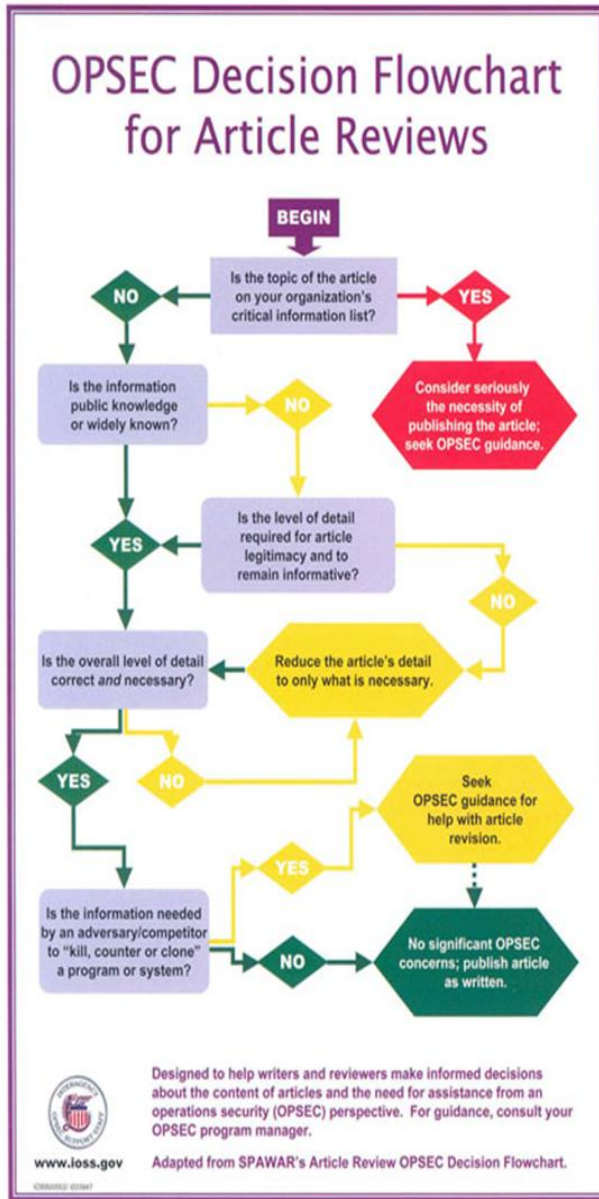 OPSEC Decision Flowchart
for Article Reviews
BEGIN
Is the topic of the article
on your organization's
critical information list?
NO
YES
Is the information
public knowledge
or widely known?
NO
Consider seriously
the necessity of
publishing the article;
seek OPSEC guidance.
YES
Is the level of detail
required for article
legitimacy and to
remain informative?
NO
Is the overall level of detail
correct and necessary?
Reduce the article's detail
to only what is necessary.
YES
NO
Seek
OPSEC guidance for
help with article
revision.
YES
Is the information needed
by an adversary/competitor
to “kill, counter or clone”
a program or system?
NO
No significant OPSEC
concerns; publish article
as written.
INTERAGENCY
OPSEC SUPPORT STAFF
www.ioss.gov
Designed to help writers and reviewers make informed decisions
about the content of articles and the need for assistance from an
operations security (OPSEC) perspective. For guidance, consult your
OPSEC program manager.
Adapted from SPAWAR's Article Review OPSEC Decision Flowchart.